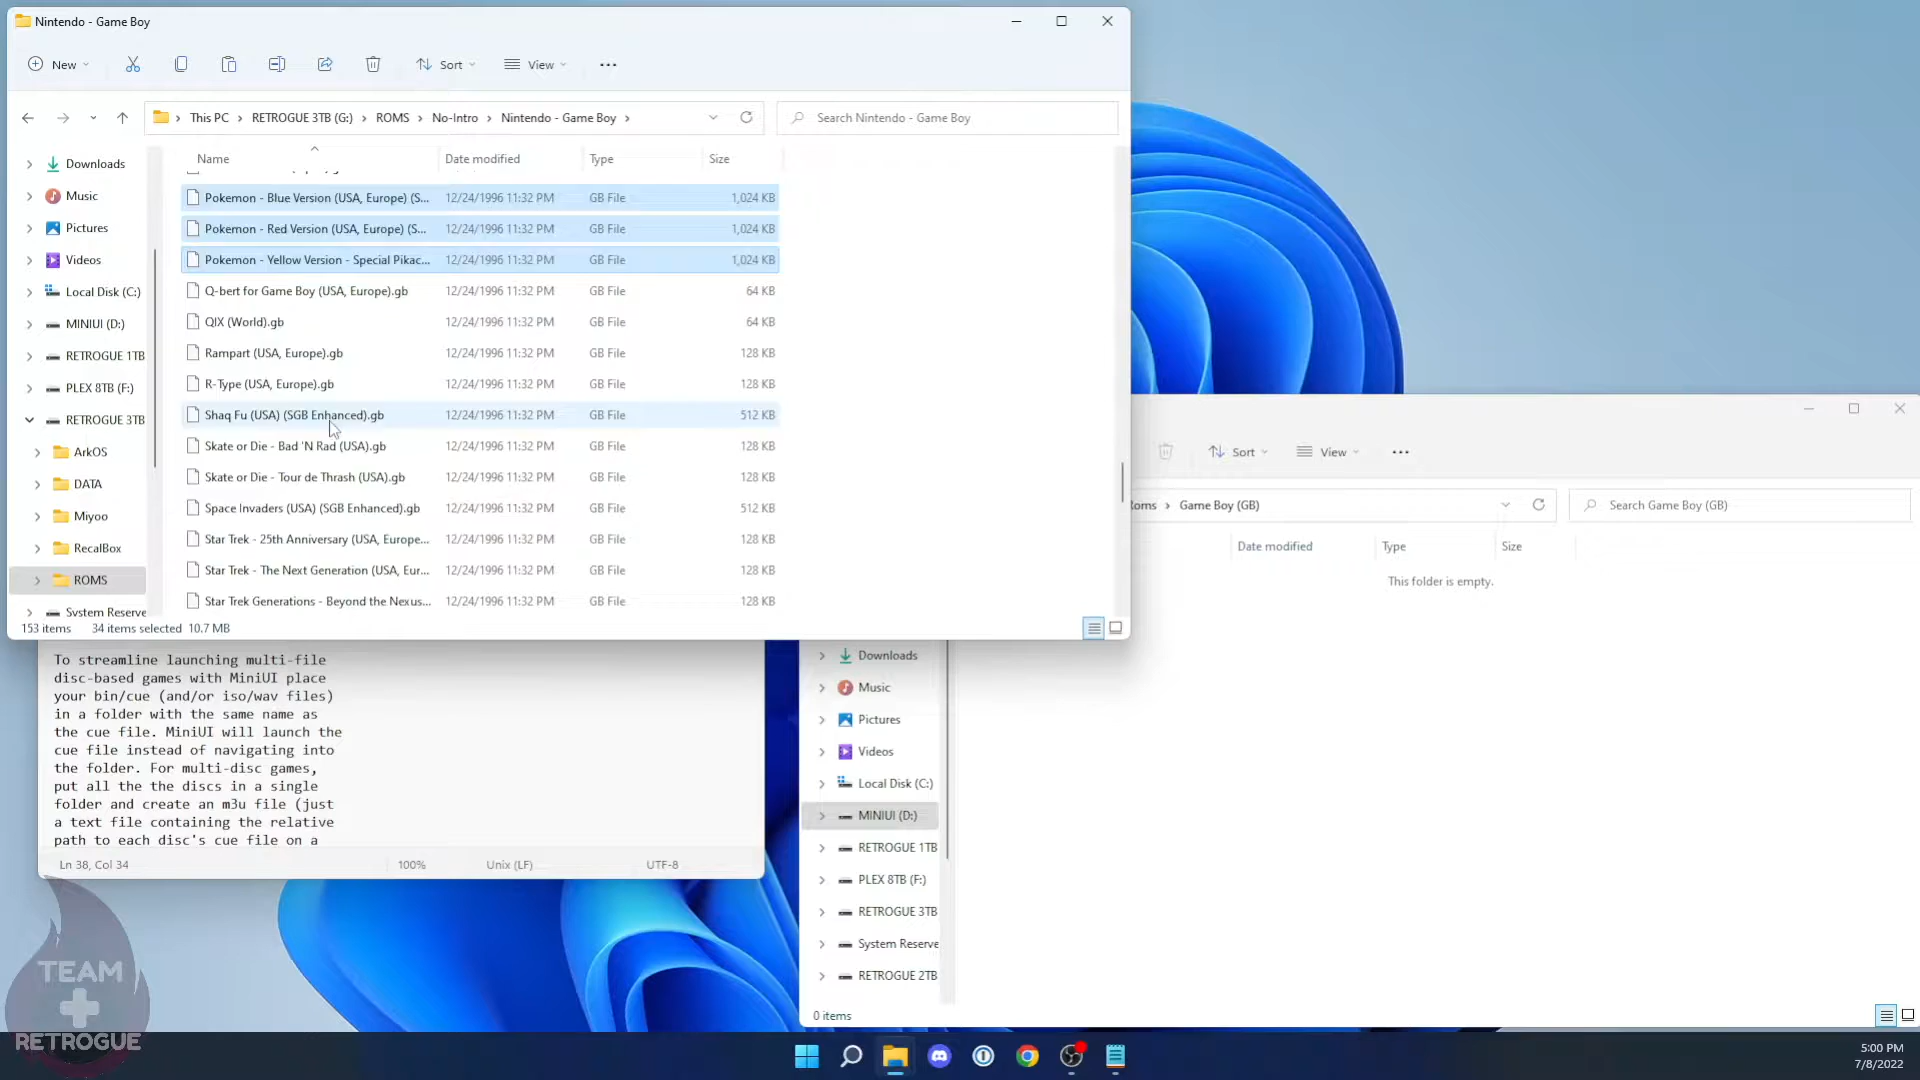 Nintendo - Game Boy
New
Sort
View
This PC
RETROGUE 3TB (G:)
ROMS
No-Intro
Nintendo - Game Boy
Search Nintendo - Game Boy
Name
Date modified
Type
Size
Downloads
Music
Pictures
Videos
Local Disk (C:)
MINIUI (D:)
RETROGUE 1TB
PLEX 8TB (F:)
RETROGUE 3TB
ArkOS
DATA
Miyoo
RecalBox
ROMS
System Reserve
Pokemon - Blue Version (USA, Europe) (S... 12/24/1996 11:32 PM GB File 1,024 KB
Pokemon - Red Version (USA, Europe) (S... 12/24/1996 11:32 PM GB File 1,024 KB
Pokemon - Yellow Version - Special Pikac... 12/24/1996 11:32 PM GB File 1,024 KB
Q-bert for Game Boy (USA, Europe).gb 12/24/1996 11:32 PM GB File 64 KB
QIX (World).gb 12/24/1996 11:32 PM GB File 64 KB
Rampart (USA, Europe).gb 12/24/1996 11:32 PM GB File 128 KB
R-Type (USA, Europe).gb 12/24/1996 11:32 PM GB File 128 KB
Shaq Fu (USA) (SGB Enhanced).gb 12/24/1996 11:32 PM GB File 512 KB
Skate or Die - Bad 'N Rad (USA).gb 12/24/1996 11:32 PM GB File 128 KB
Skate or Die - Tour de Thrash (USA).gb 12/24/1996 11:32 PM GB File 128 KB
Space Invaders (USA) (SGB Enhanced).gb 12/24/1996 11:32 PM GB File 512 KB
Star Trek - 25th Anniversary (USA, Europe... 12/24/1996 11:32 PM GB File 128 KB
Star Trek - The Next Generation (USA, Eur... 12/24/1996 11:32 PM GB File 128 KB
Star Trek Generations - Beyond the Nexus... 12/24/1996 11:32 PM GB File 128 KB
153 items 34 items selected 10.7 MB
To streamline launching multi-file
disc-based games with MiniUI place
your bin/cue (and/or iso/wav files)
in a folder with the same name as
the cue file. MiniUI will launch the
cue file instead of navigating into
the folder. For multi-disc games,
put all the the discs in a single
folder and create an m3u file (just
a text file containing the relative
path to each disc's cue file on a
Ln 38, Col 34 100% Unix (LF) UTF-8
Sort
View
Game Boy (GB)
Search Game Boy (GB)
Date modified
Type
Size
This folder is empty.
Downloads
Music
Pictures
Videos
Local Disk (C:)
MINIUI (D:)
RETROGUE 1TB
PLEX 8TB (F:)
RETROGUE 3TB
System Reserve
RETROGUE 2TB
0 items
TEAM
RETROGUE
5:00 PM
7/8/2022